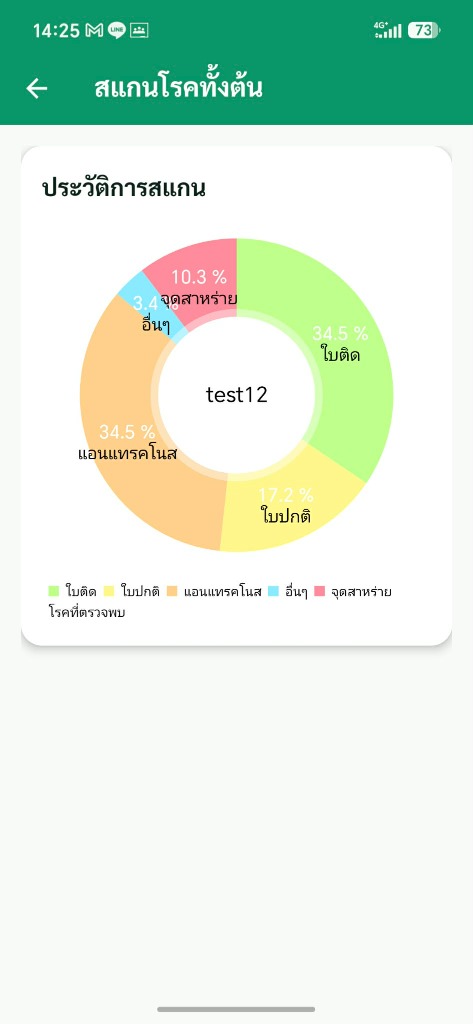 14:25 LINE 4G+ 73
สแกนโรคทั้งต้น
ประวัติการสแกน
10.3 %
จุดสาหร่าย
3.4 %
อื่นๆ
34.5 %
ใบติด
test12
34.5 %
แอนแทรคโนส
17.2 %
ใบปกติ
ใบติด ใบปกติ แอนแทรคโนส อื่นๆ จุดสาหร่าย
โรคที่ตรวจพบ